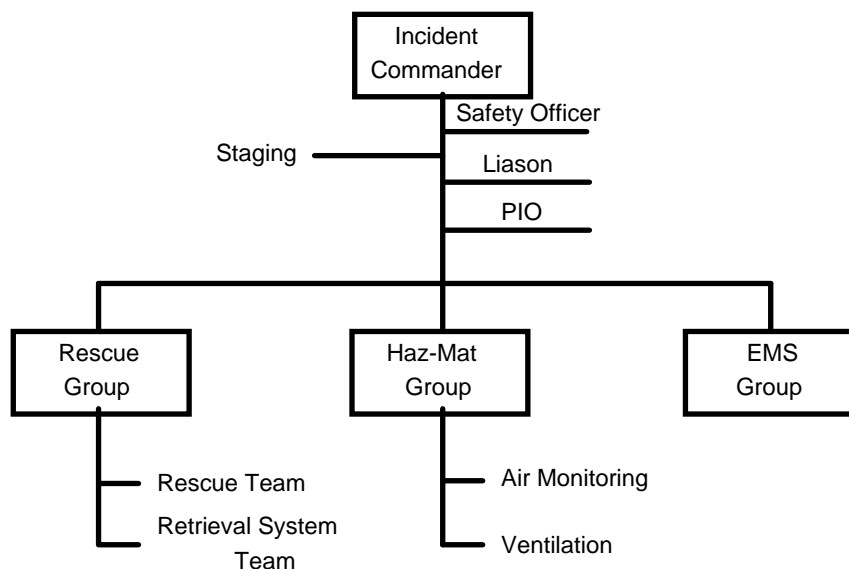 Incident
Commander
Safety Officer
Staging
Liason
PIO
Rescue
Group
Haz-Mat
Group
EMS
Group
Rescue Team
Retrieval System
Team
Air Monitoring
Ventilation